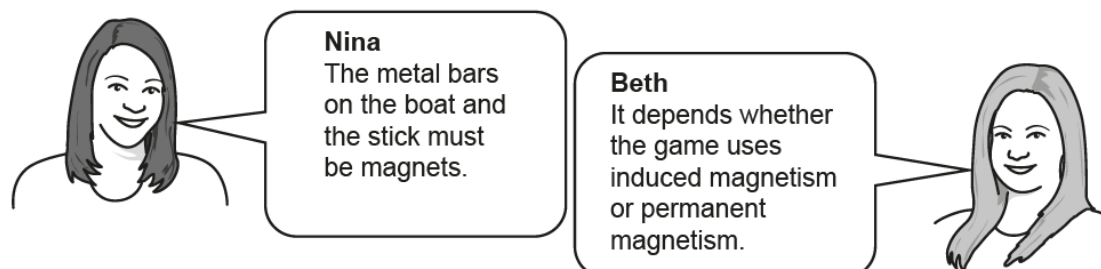 Nina
The metal bars
on the boat and
the stick must
be magnets.
Beth
It depends whether
the game uses
induced magnetism
or permanent
magnetism.